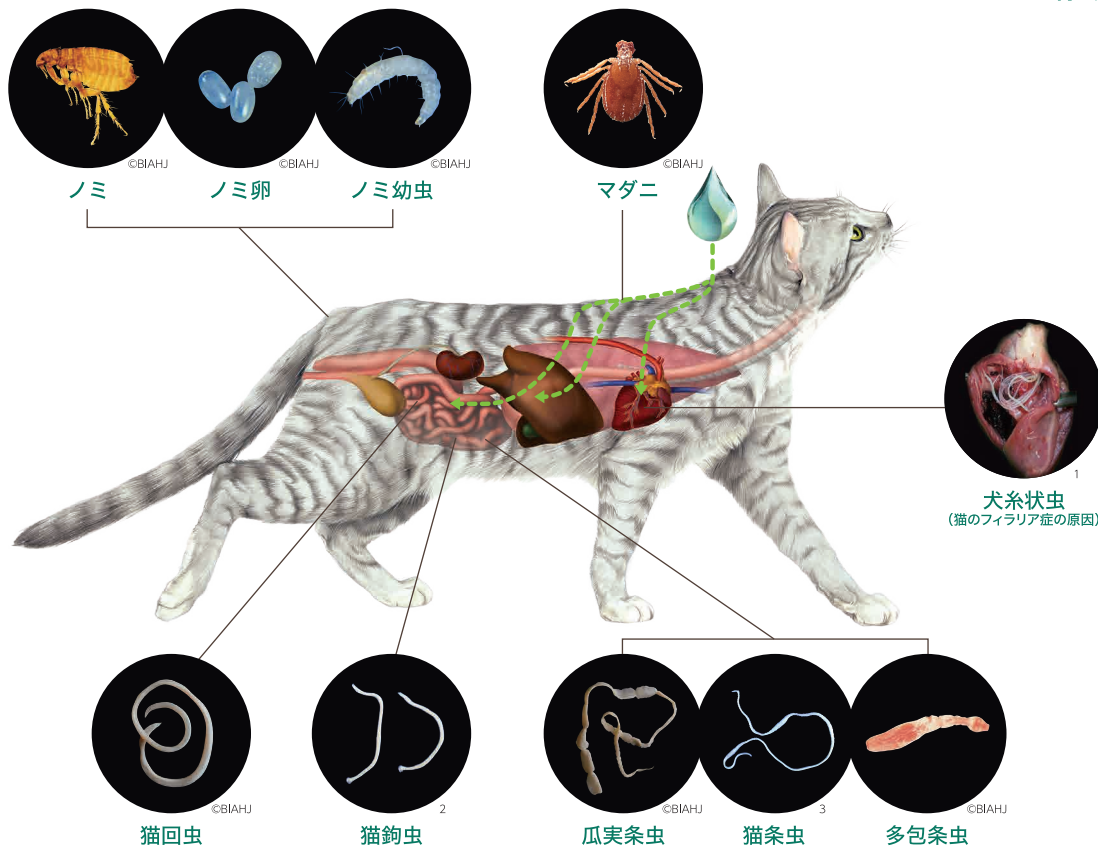 ©BIAHJ
©BIAHJ
©BIAHJ
©BIAHJ
ノミ
ノミ卵
ノミ幼虫
マダニ
1
犬糸状虫
(猫のフィラリア症の原因)
©BIAHJ
2
©BIAHJ
3
©BIAHJ
猫回虫
猫鉤虫
瓜実条虫
猫条虫
多包条虫